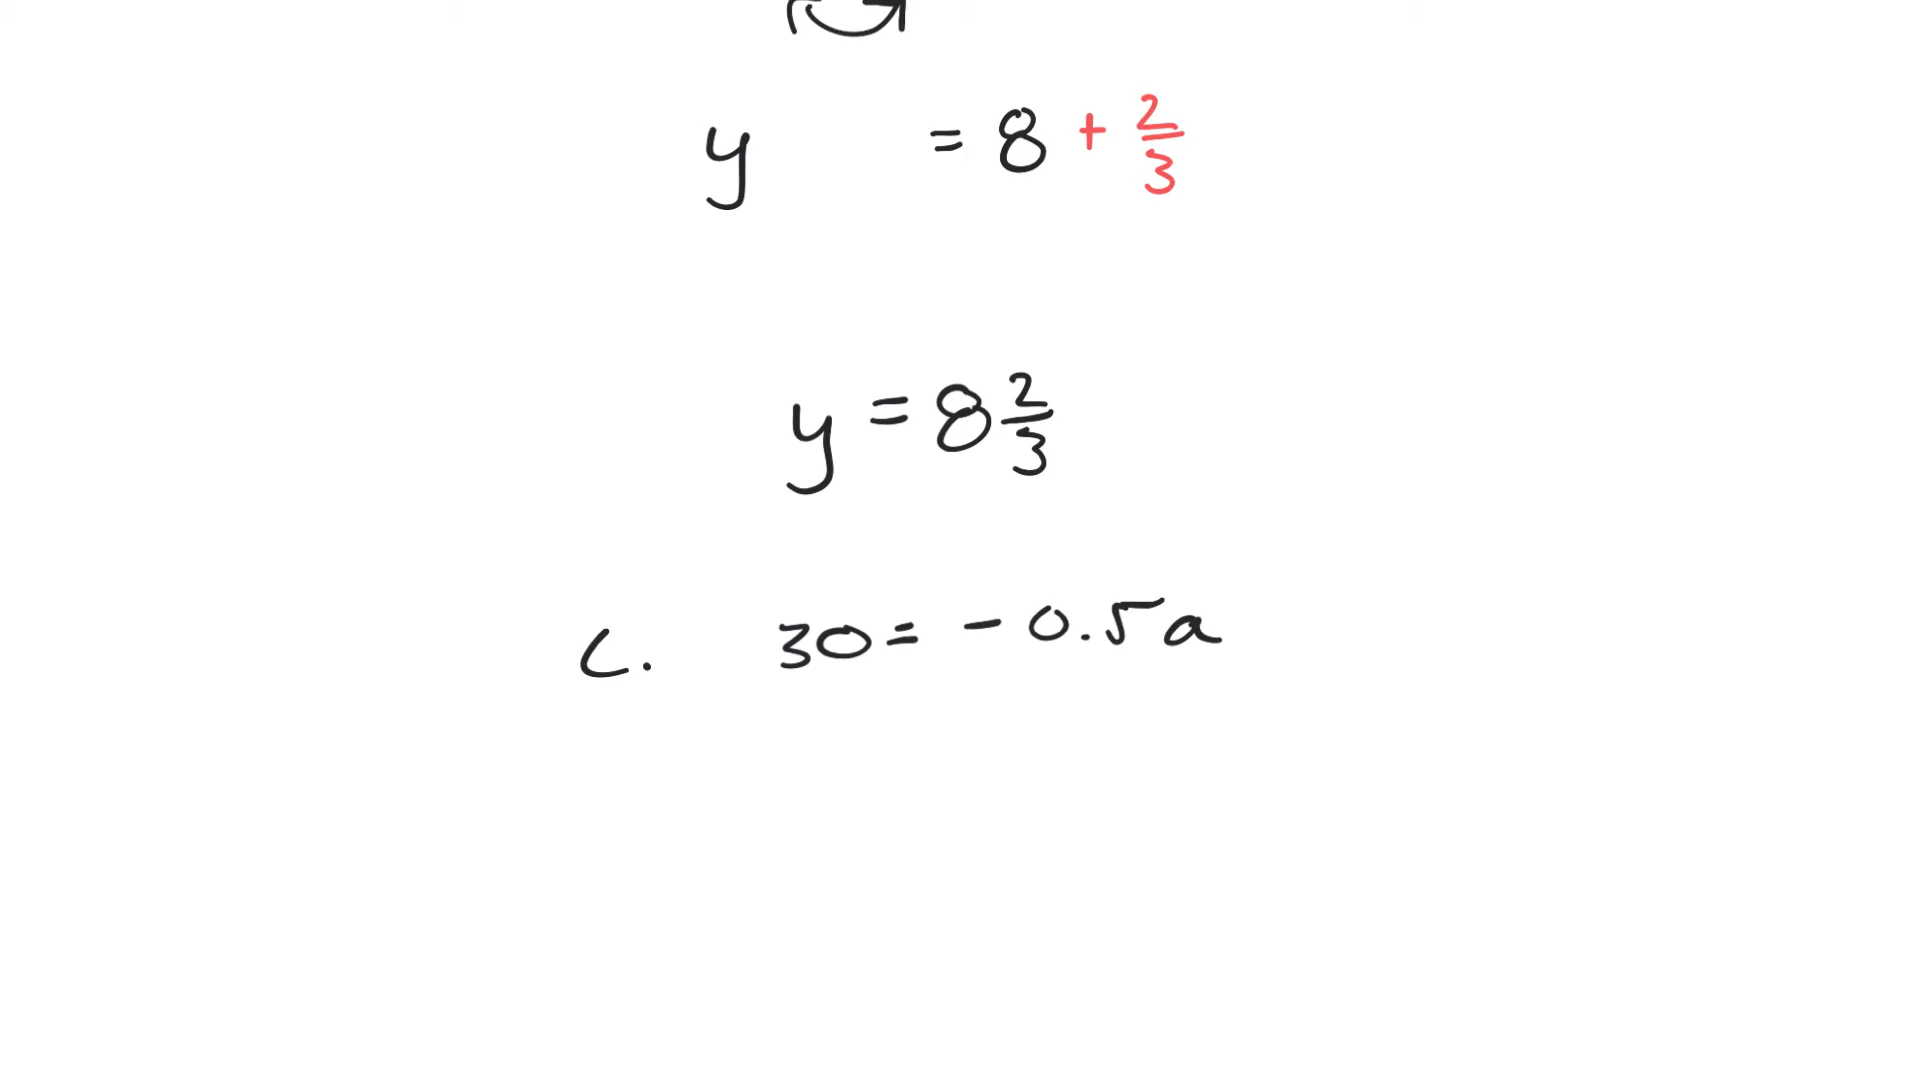 y = 8 + 2/3
y = 8 2/3
c. 30 = - 0.5a